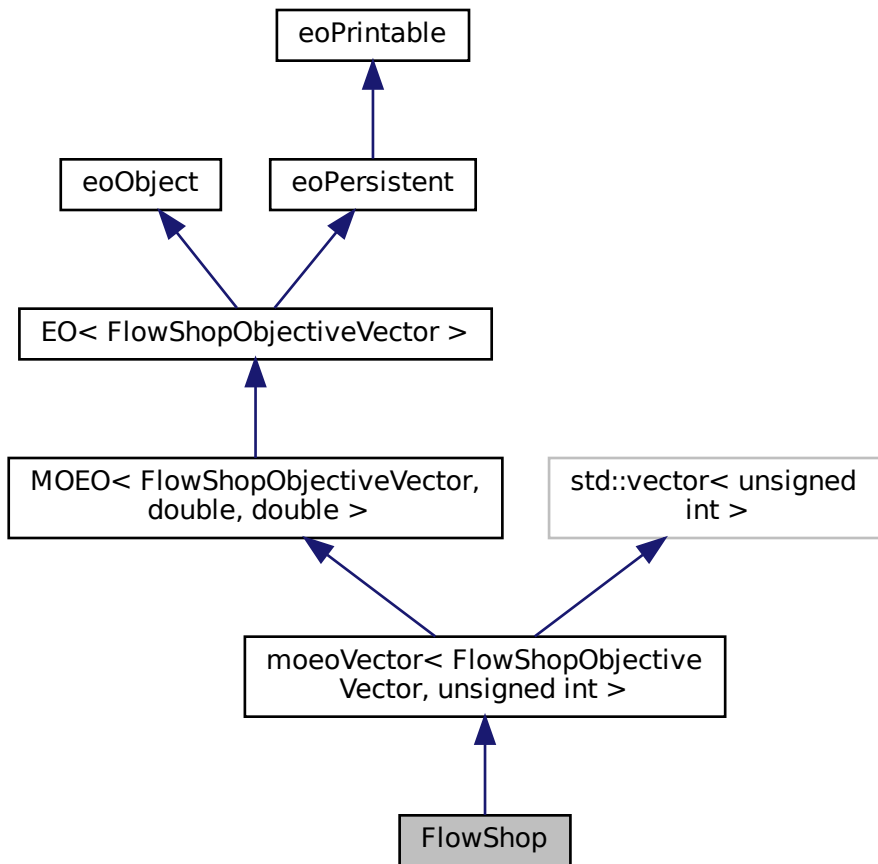 eoPrintable
eoObject
eoPersistent
EO< FlowShopObjectiveVector >
MOEO< FlowShopObjectiveVector,
double, double >
std::vector< unsigned
int >
moeoVector< FlowShopObjective
Vector, unsigned int >
FlowShop